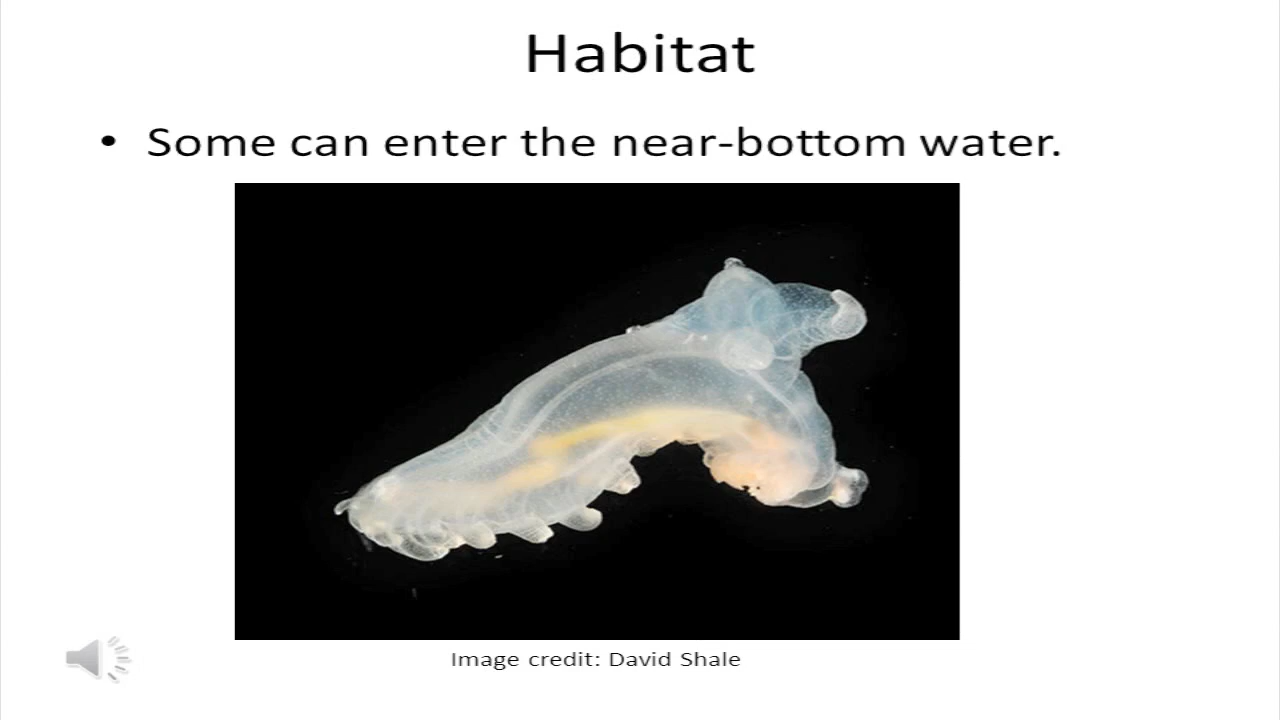 Habitat
• Some can enter the near-bottom water.
Image credit: David Shale